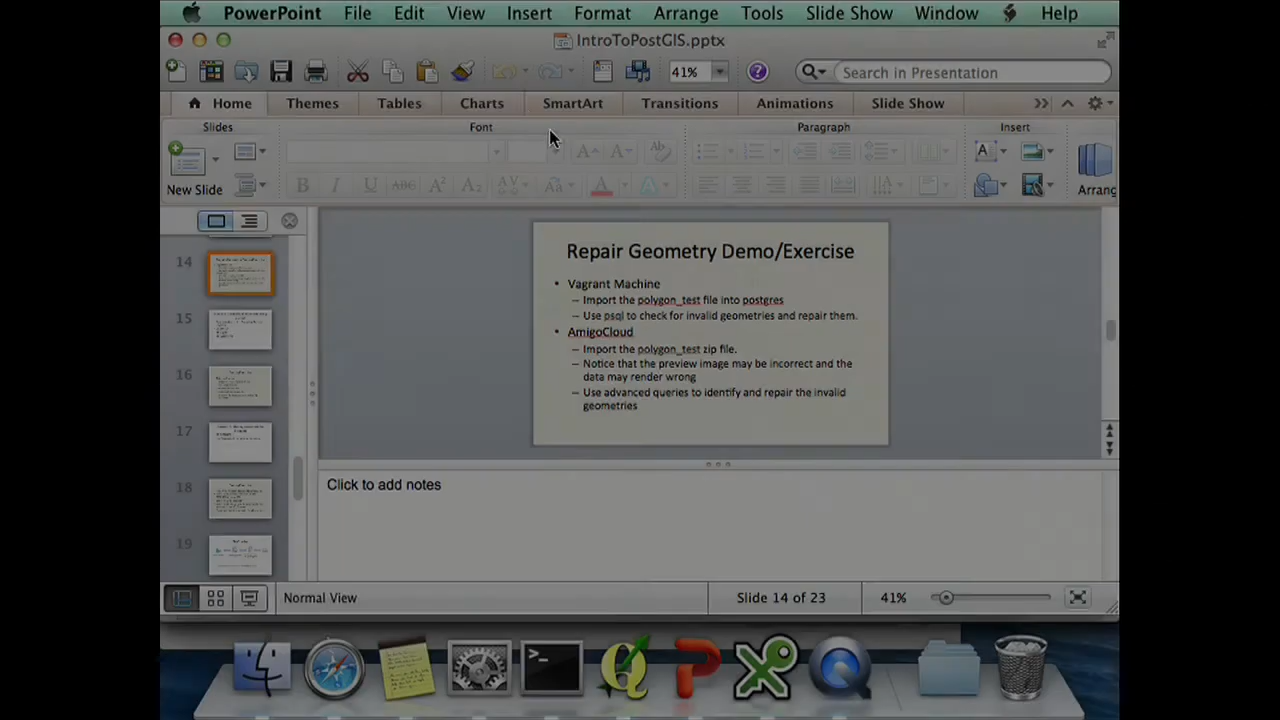 PowerPoint File Edit View Insert Format Arrange Tools Slide Show Window Help
IntroToPostGIS.pptx
41% Search in Presentation
Home Themes Tables Charts SmartArt Transitions Animations Slide Show
Slides Font Paragraph Insert
New Slide Arrang
14
15
16
17
18
19
Repair Geometry Demo/Exercise
• Vagrant Machine
– Import the polygon_test file into postgres
– Use psql to check for invalid geometries and repair them.
• AmigoCloud
– Import the polygon_test zip file.
– Notice that the preview image may be incorrect and the
data may render wrong
– Use advanced queries to identify and repair the invalid
geometries
Click to add notes
Normal View Slide 14 of 23 41%